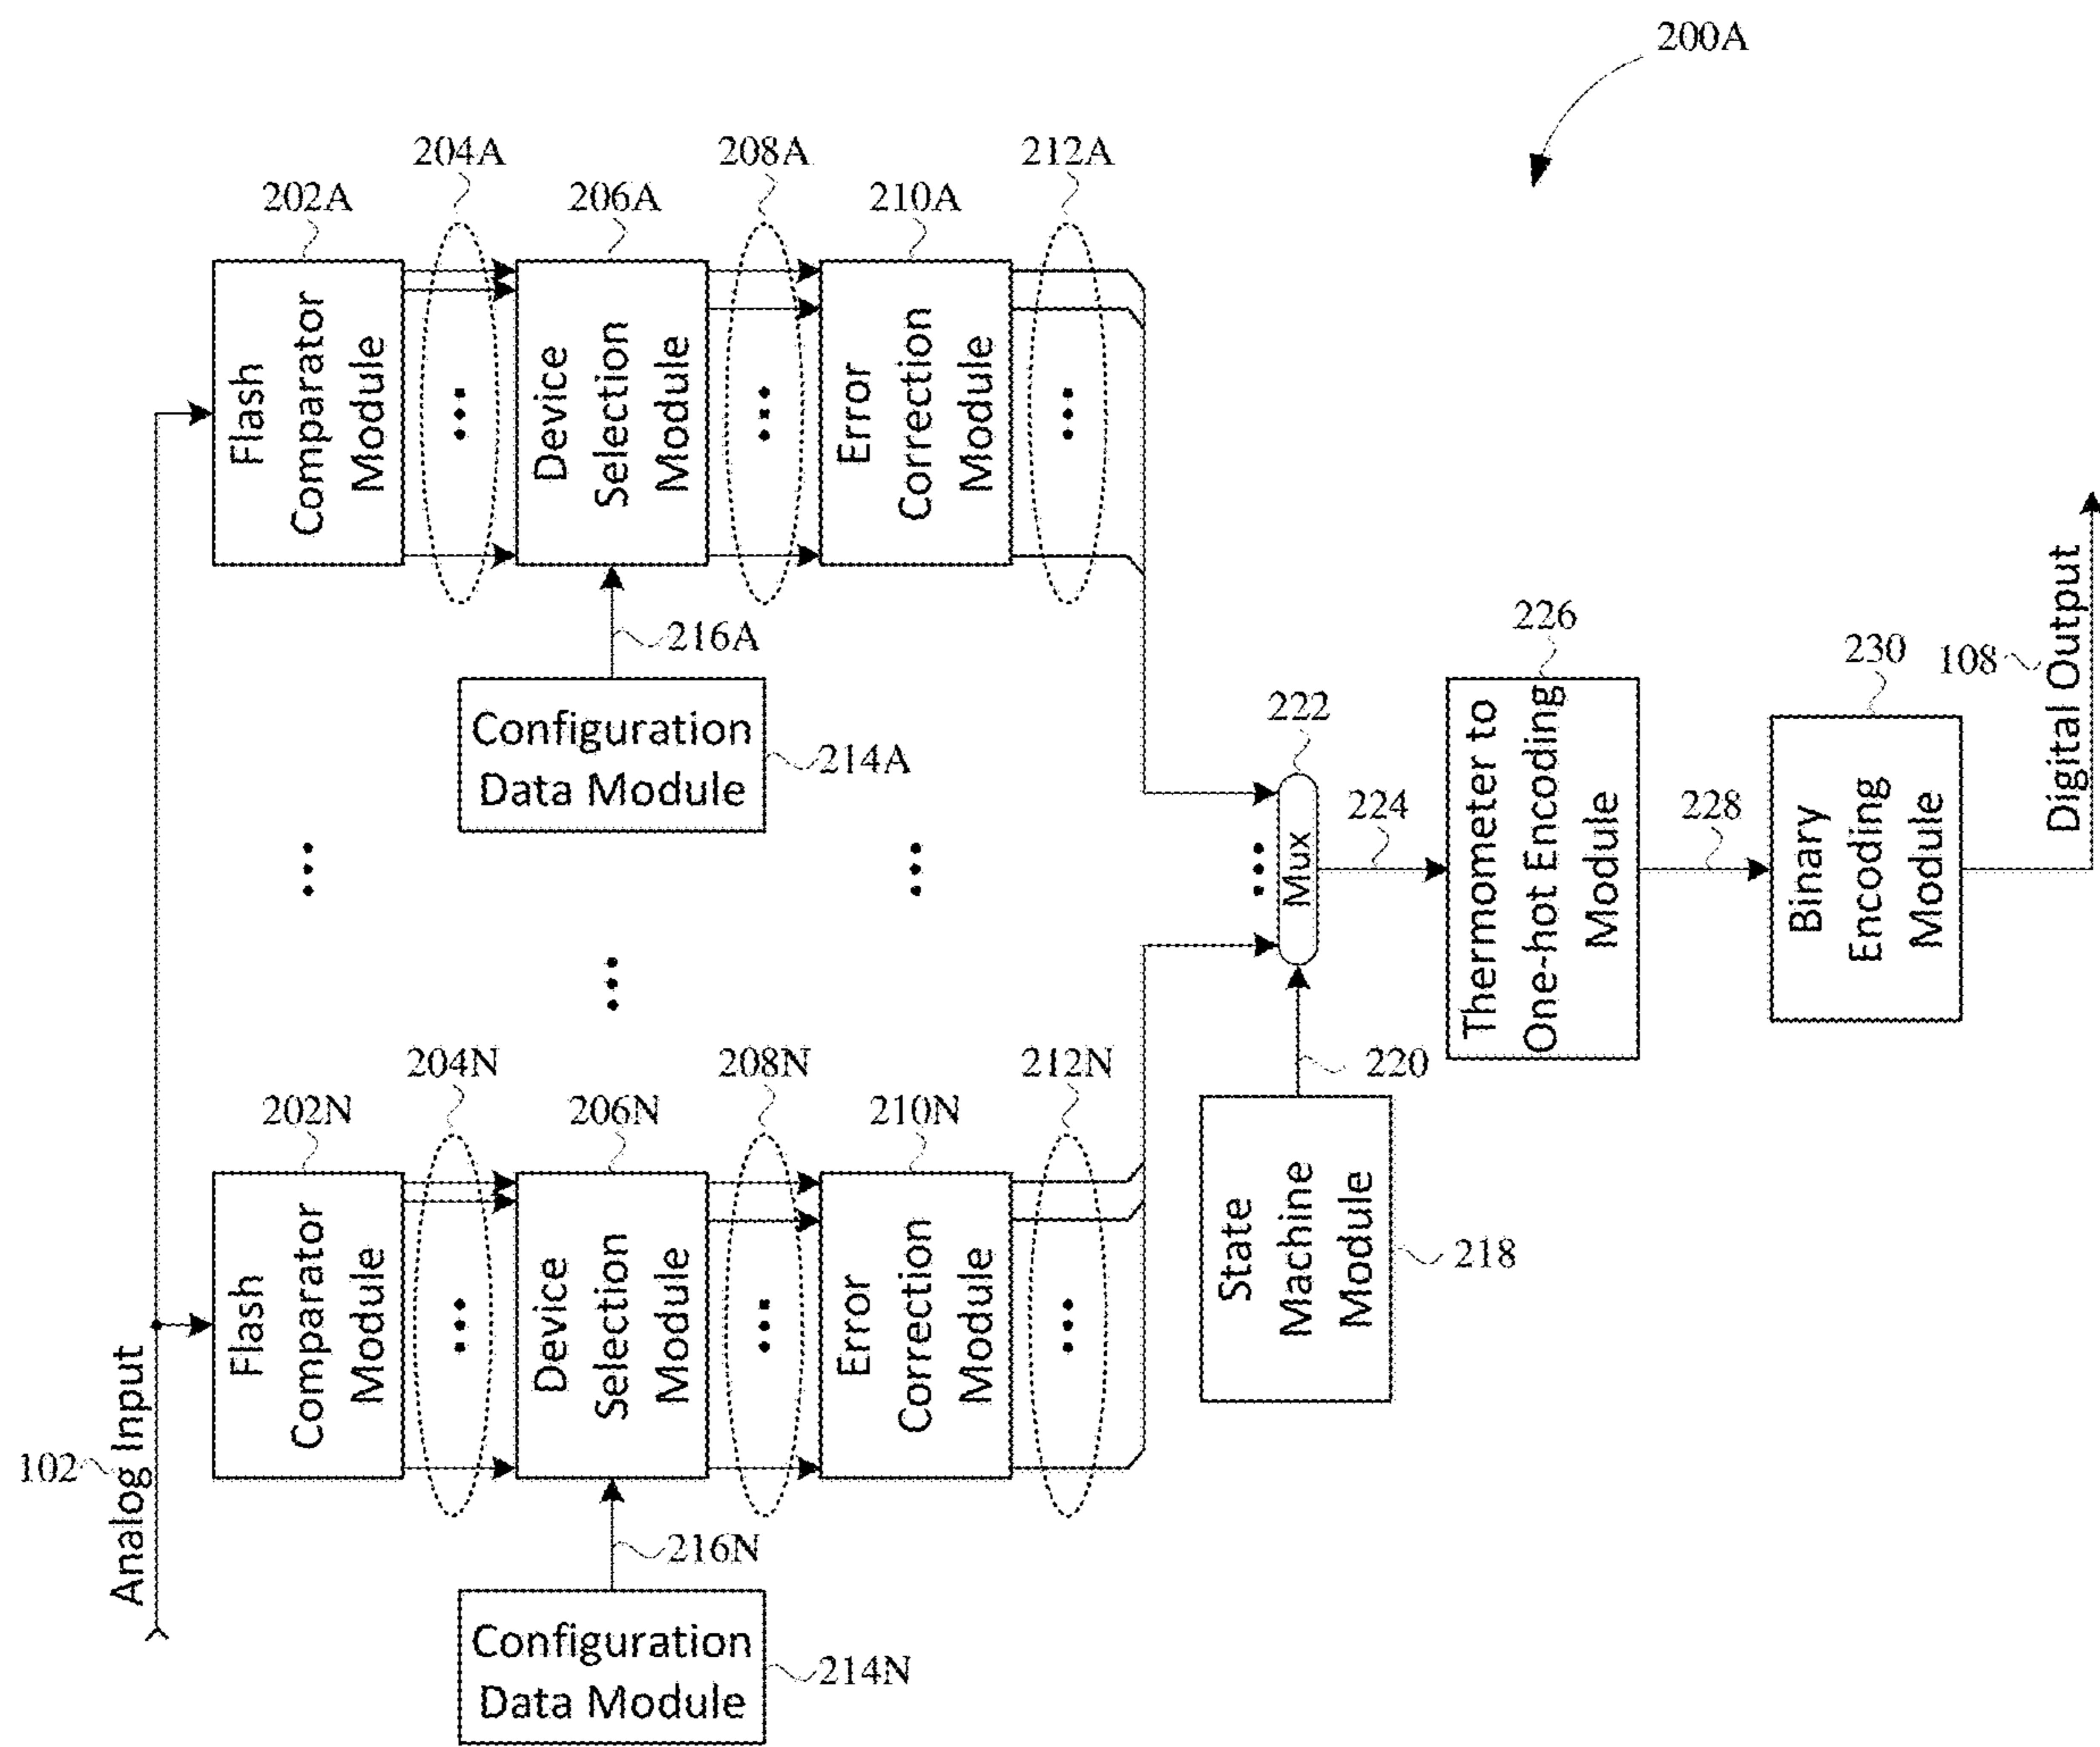 200A
204A
208A
212A
202A
206A
210A
Flash
Comparator
Module
Device
Selection
Module
Error
Correction
Module
216A
Configuration
Data Module
214A
222
Mux
224
226
Thermometer to
One-hot Encoding
Module
228
230
Binary
Encoding
Module
108
Digital Output
204N
208N
212N
202N
206N
210N
Flash
Comparator
Module
Device
Selection
Module
Error
Correction
Module
220
State
Machine
Module
218
102
Analog Input
216N
Configuration
Data Module
214N